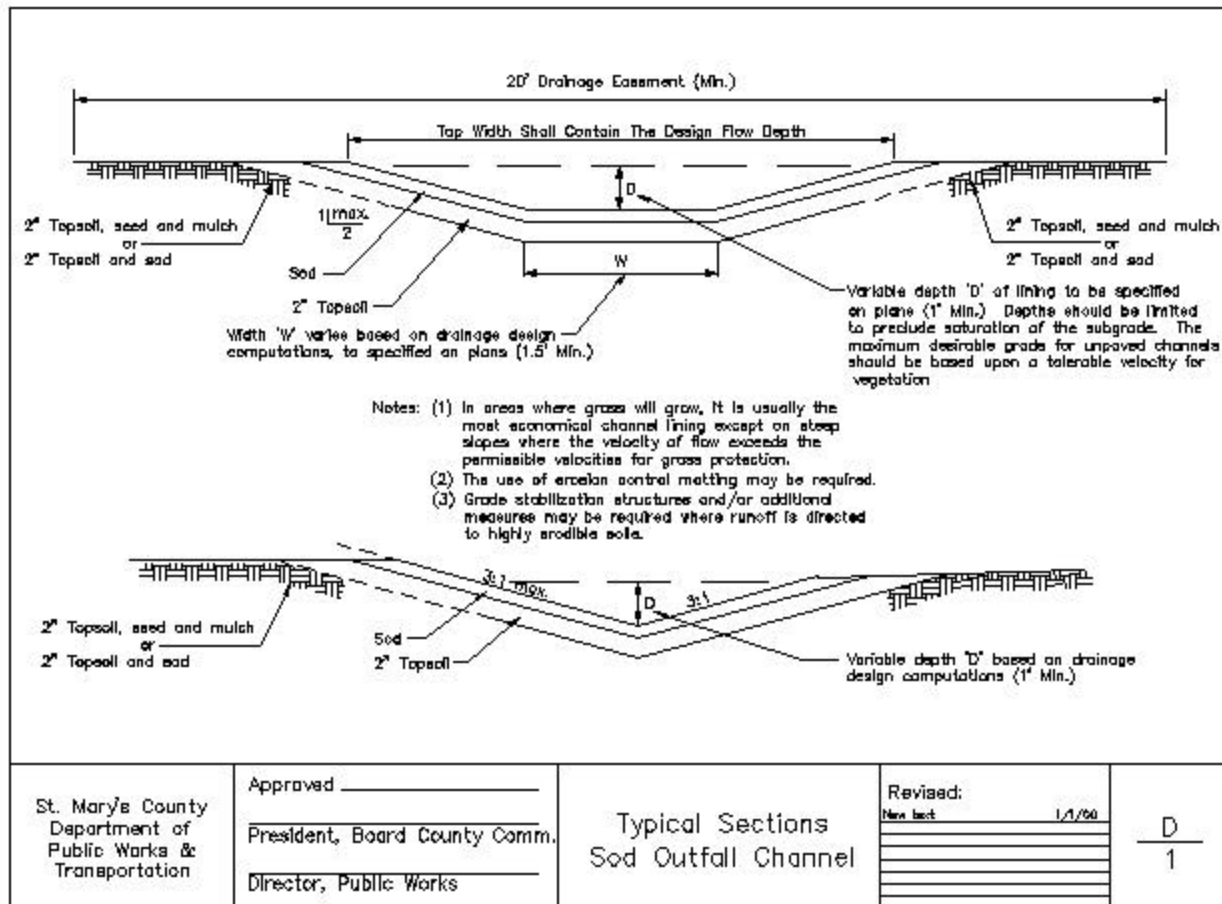 20' Drainage Easement (Min.)
Top Width Shall Contain The Design Flow Depth
D
2" Topsoil, seed and mulch
or
2" Topsoil and sod
1 max.
2
Sod
2" Topsoil
W
2" Topsoil, seed and mulch
or
2" Topsoil and sod
Width 'W' varies based on drainage design
computations, to specified on plans (1.5' Min.)
Variable depth 'D' of lining to be specified
on plans (1' Min.) Depths should be limited
to preclude saturation of the subgrade. The
maximum desirable grade for unpaved channels
should be based upon a tolerable velocity for
vegetation
Notes: (1) In areas where grass will grow, it is usually the
most economical channel lining except on steep
slopes where the velocity of flow exceeds the
permissible velocities for grass protection.
(2) The use of erosion control matting may be required.
(3) Grade stabilization structures and/or additional
measures may be required where runoff is directed
to highly erodible soils.
3:1 max.
D
3:1
2" Topsoil, seed and mulch
or
2" Topsoil and sod
Sod
2" Topsoil
Variable depth 'D' based on drainage
design computations (1' Min.)
St. Mary's County
Department of
Public Works &
Transportation
Approved
President, Board County Comm.
Director, Public Works
Typical Sections
Sod Outfall Channel
Revised:
New text
D
1